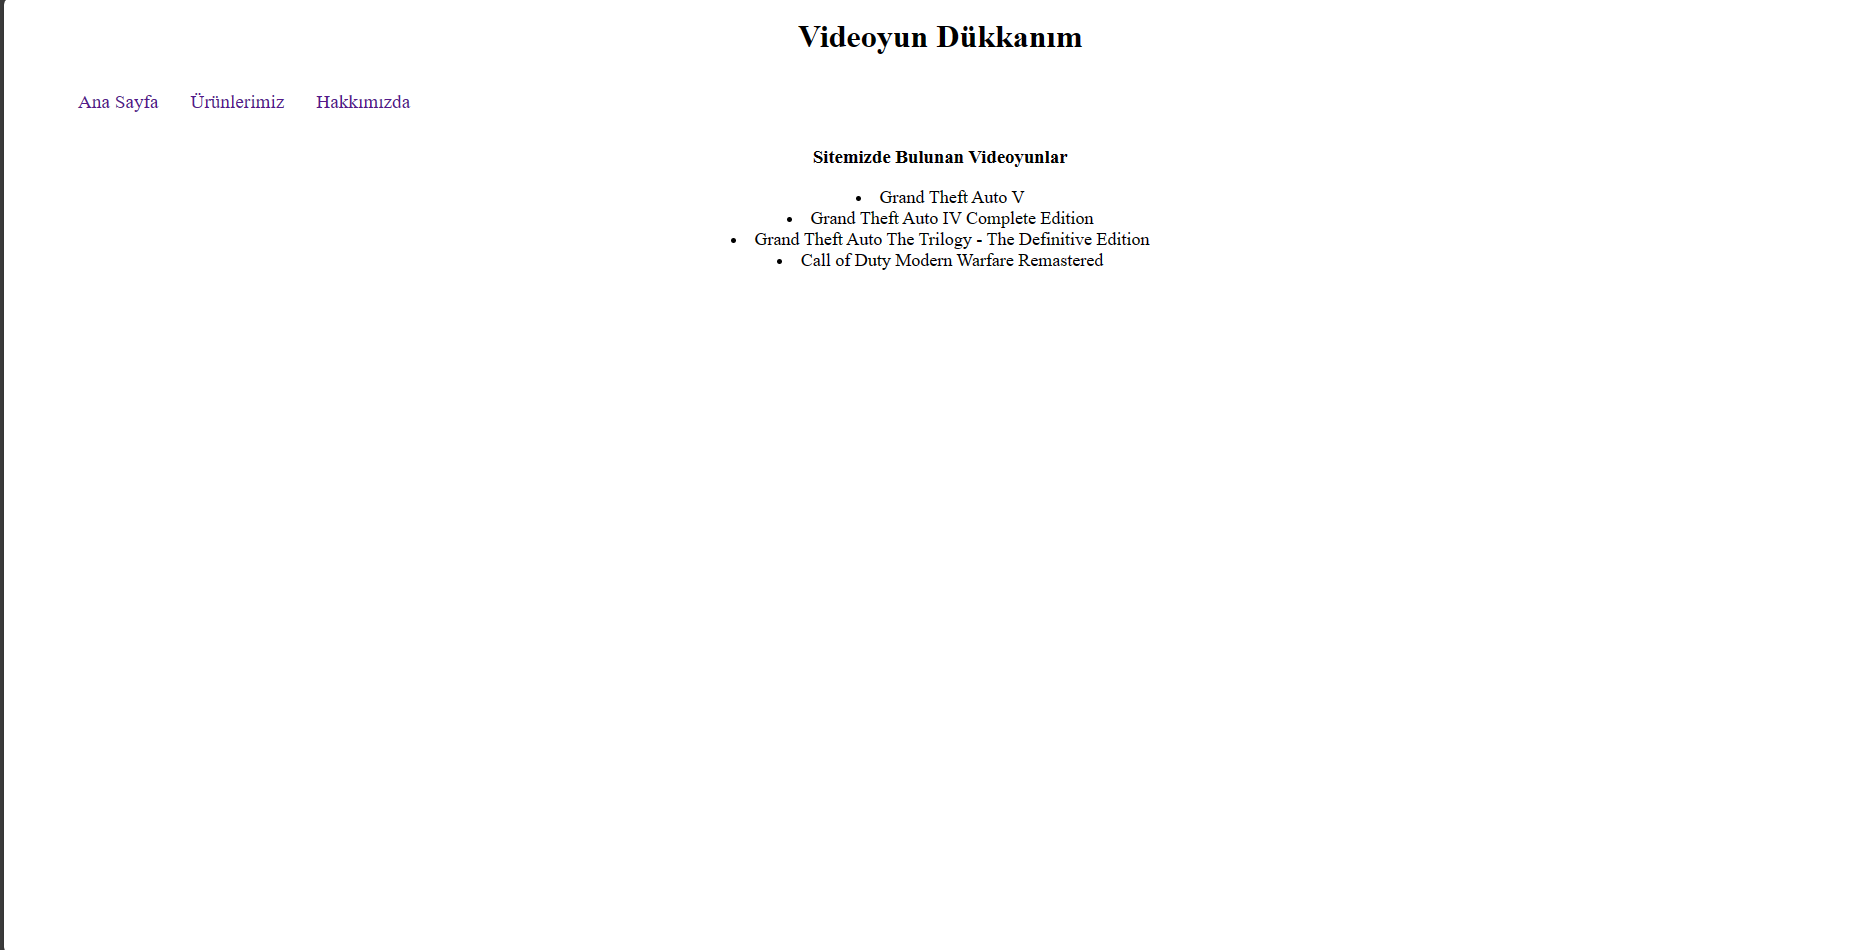 Videoyun Dükkanım
Ana Sayfa Ürünlerimiz Hakkımızda
Sitemizde Bulunan Videoyunlar
• Grand Theft Auto V
• Grand Theft Auto IV Complete Edition
• Grand Theft Auto The Trilogy - The Definitive Edition
• Call of Duty Modern Warfare Remastered